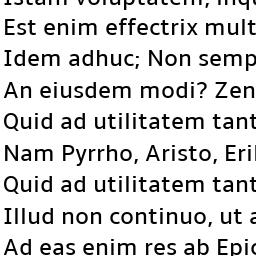 Istam voluptatem, inqu
Est enim effectrix mult
Idem adhuc; Non semp
An eiusdem modi? Zen
Quid ad utilitatem tant
Nam Pyrrho, Aristo, Eril
Quid ad utilitatem tant
Illud non continuo, ut a
Ad eas enim res ab Epic